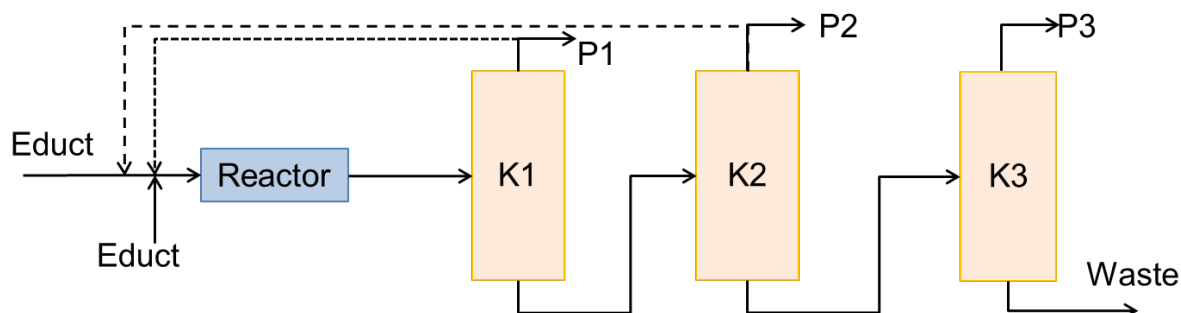 P1
P2
P3
Educt
Reactor
K1
K2
K3
Educt
Waste